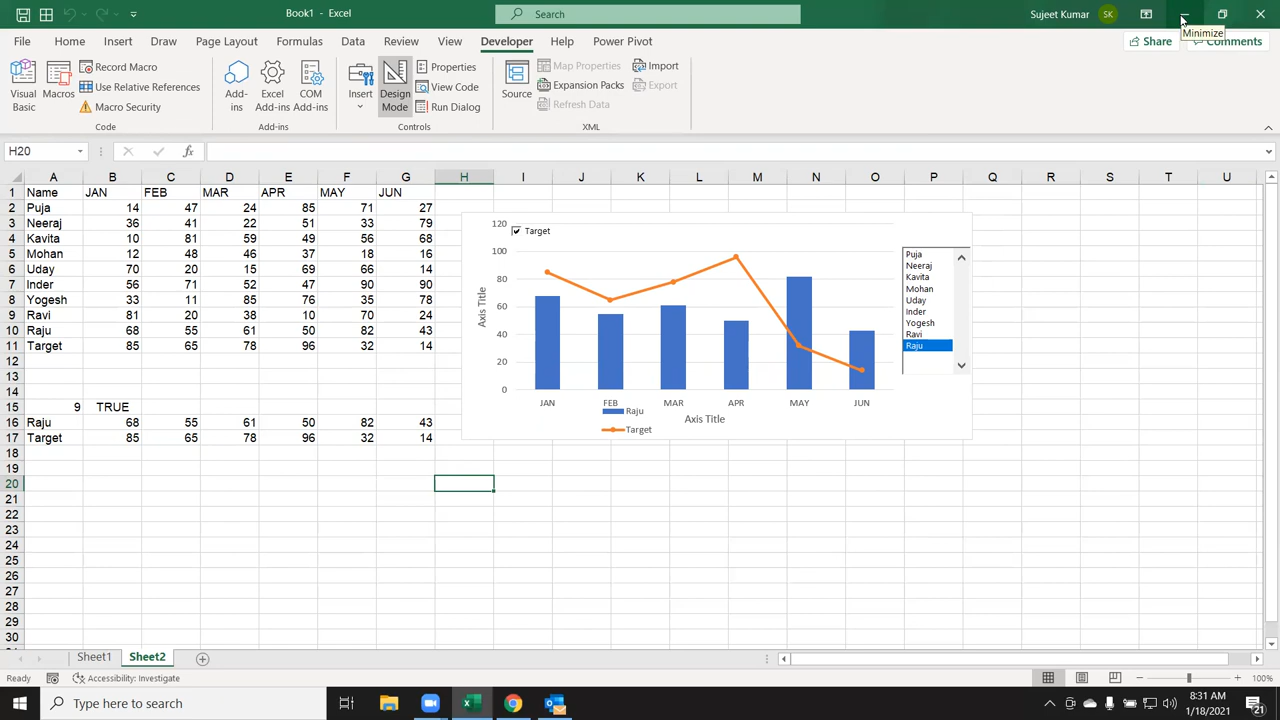 Book1 - Excel
Search
Sujeet Kumar SK
Minimize
File Home Insert Draw Page Layout Formulas Data Review View Developer Help Power Pivot
Share Comments
Visual Basic
Macros
Record Macro
Use Relative References
Macro Security
Code
Add-ins
Excel Add-ins
COM Add-ins
Add-ins
Insert
Design Mode
Properties
View Code
Run Dialog
Controls
Source
Map Properties
Expansion Packs
Refresh Data
Import
Export
XML
H20
fx
A B C D E F G H I J K L M N O P Q R S T U
1 Name JAN FEB MAR APR MAY JUN
2 Puja 14 47 24 85 71 27
3 Neeraj 36 41 22 51 33 79
4 Kavita 10 81 59 49 56 68
5 Mohan 12 48 46 37 18 16
6 Uday 70 20 15 69 66 14
7 Inder 56 71 52 47 90 90
8 Yogesh 33 11 85 76 35 78
9 Ravi 81 20 38 10 70 24
10 Raju 68 55 61 50 82 43
11 Target 85 65 78 96 32 14
12
13
14
15 9 TRUE
16 Raju 68 55 61 50 82 43
17 Target 85 65 78 96 32 14
18
19
20
21
22
23
24
25
26
27
28
29
30
Target
120
100
80
60
40
20
0
Axis Title
JAN FEB MAR APR MAY JUN
Raju
Axis Title
Target
Puja
Neeraj
Kavita
Mohan
Uday
Inder
Yogesh
Ravi
Raju
Sheet1 Sheet2
Ready Accessibility: Investigate 100%
Type here to search
8:31 AM
1/18/2021
21